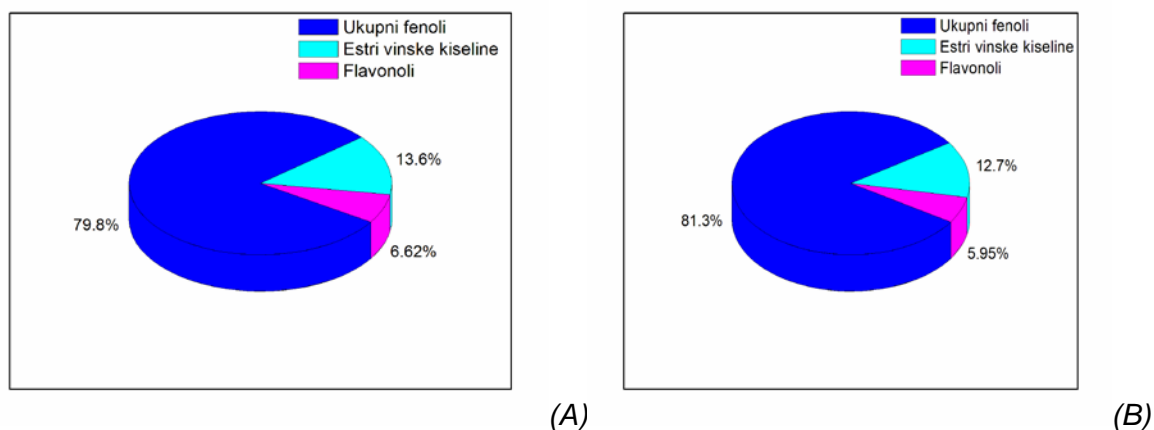 Ukupni fenoli
Estri vinske kiseline
Flavonoli
13.6%
79.8%
6.62%
(A)
Ukupni fenoli
Estri vinske kiseline
Flavonoli
12.7%
81.3%
5.95%
(B)